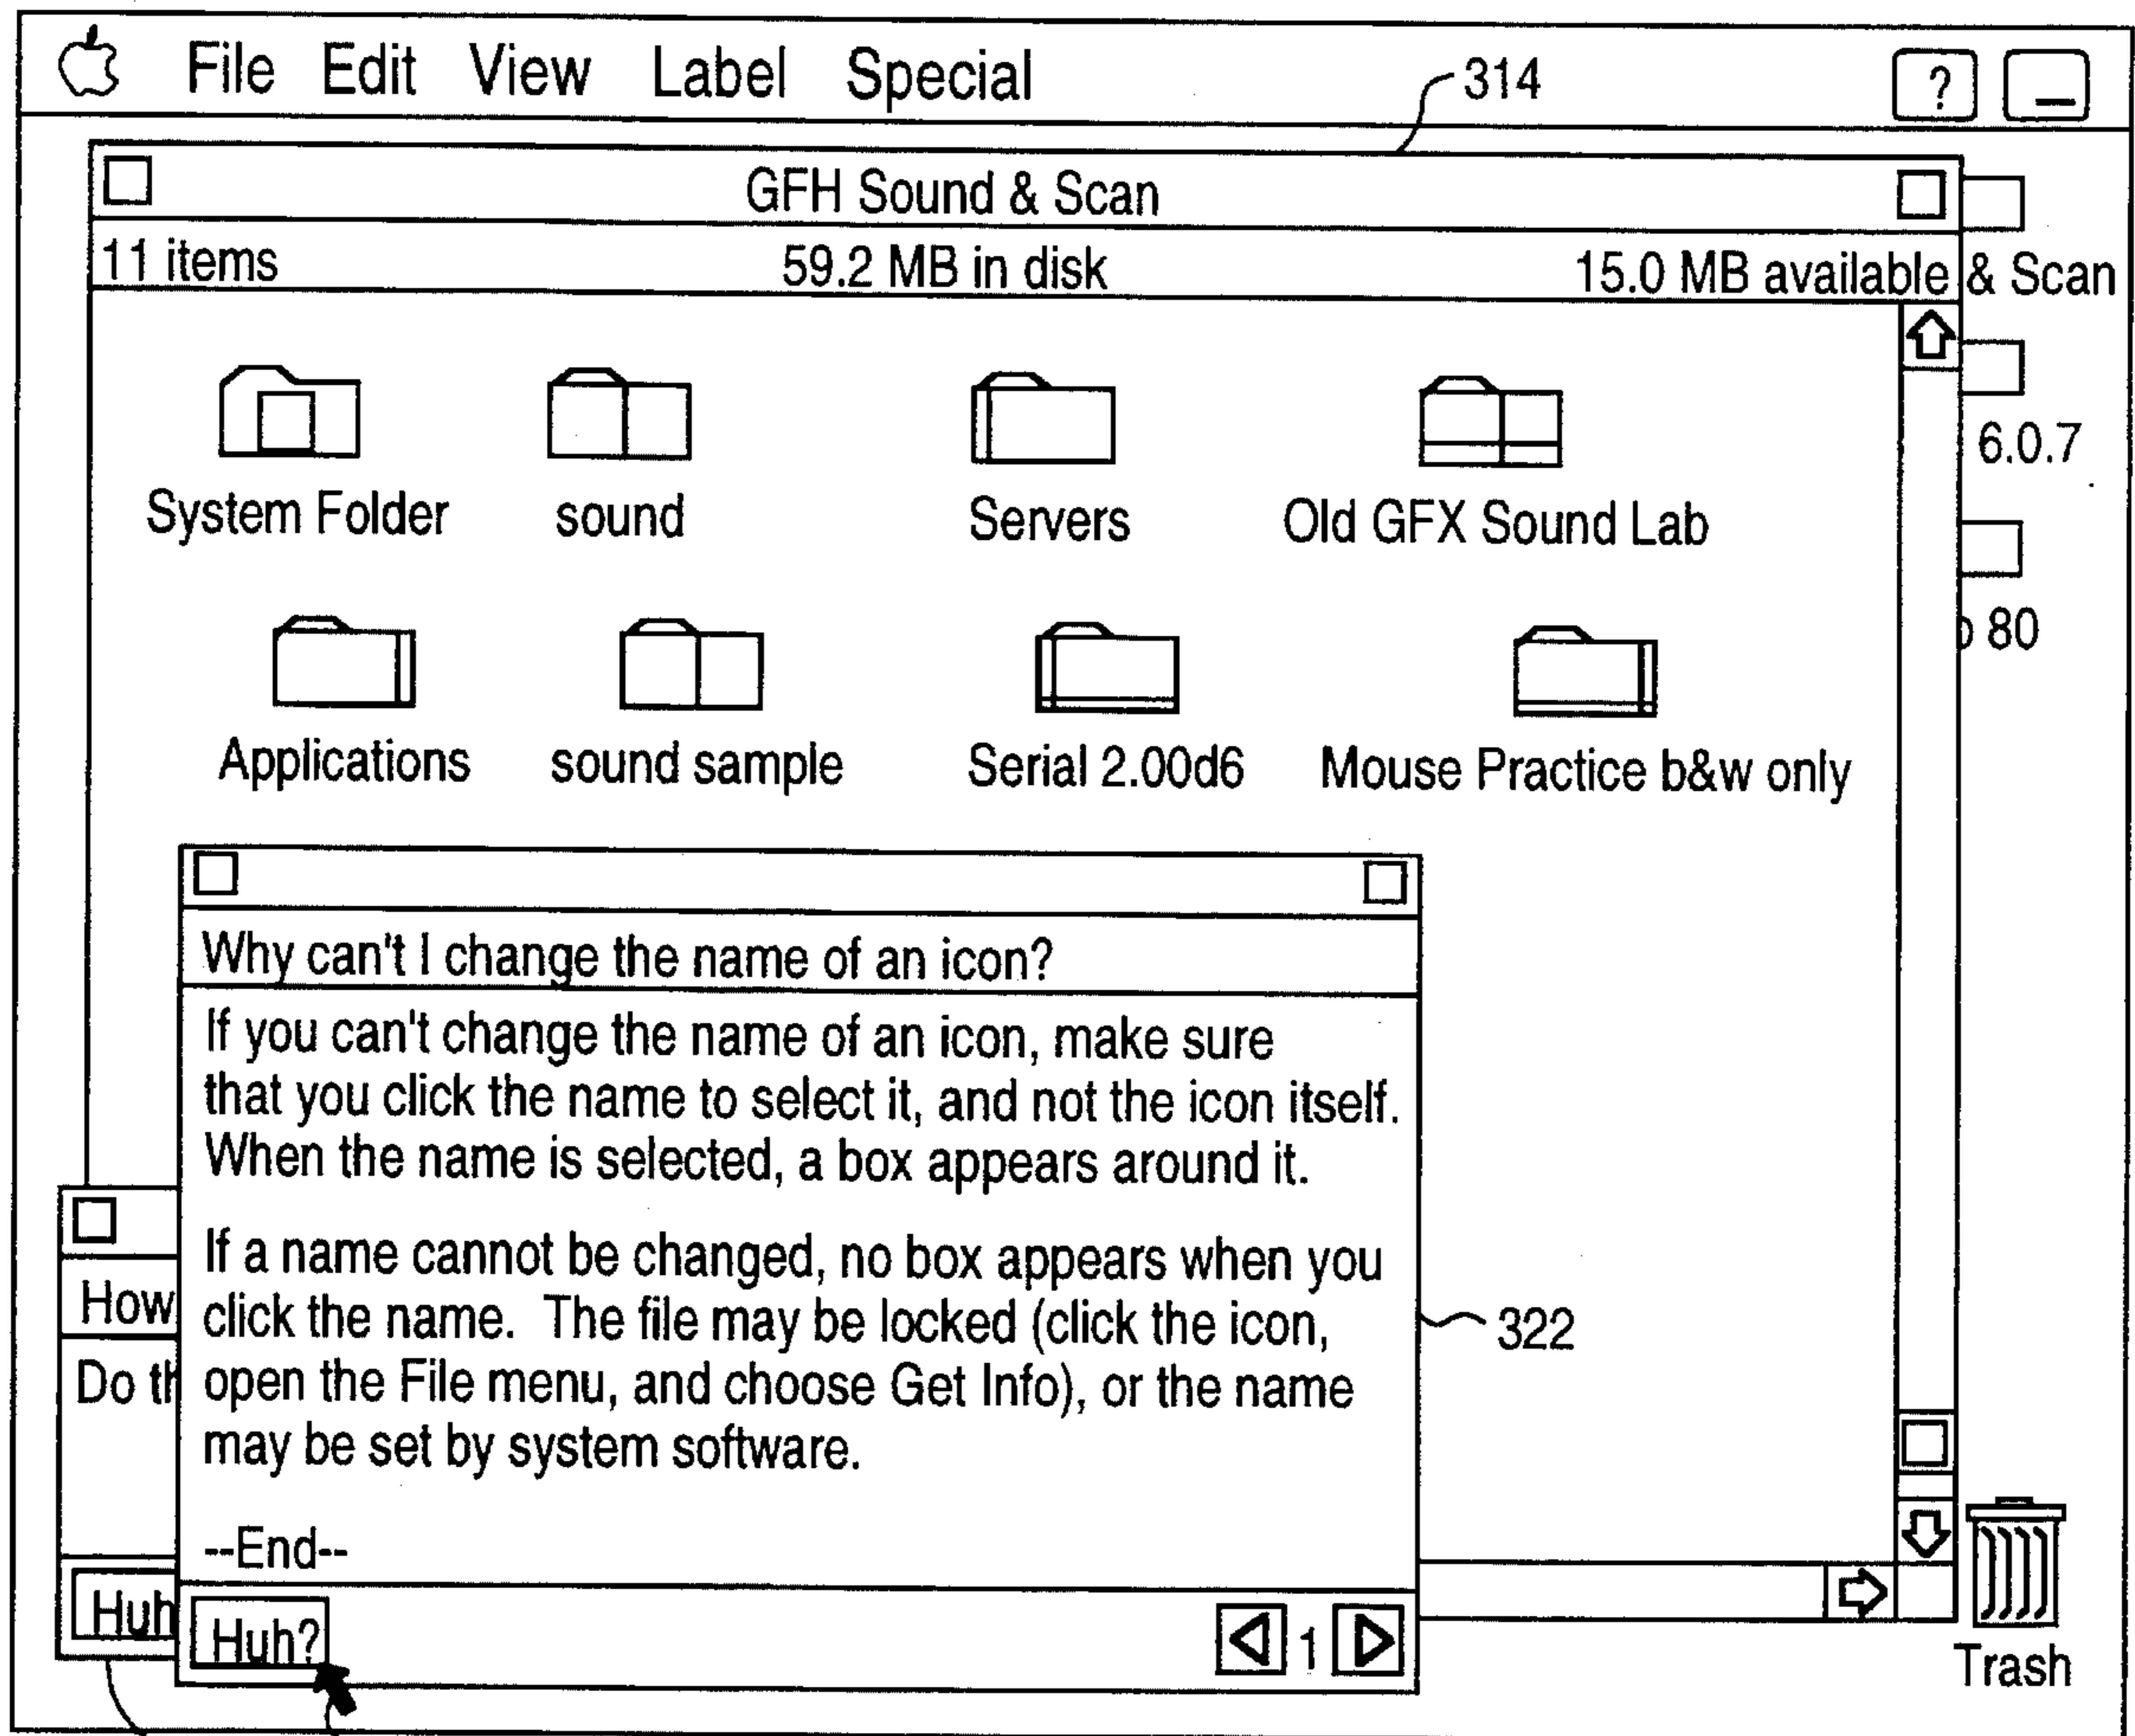 File Edit View Label Special ?
314
GFH Sound & Scan
11 items 59.2 MB in disk 15.0 MB available & Scan
6.0.7
System Folder sound Servers Old GFX Sound Lab
80
Applications sound sample Serial 2.00d6 Mouse Practice b&w only
Why can't I change the name of an icon?
If you can't change the name of an icon, make sure
that you click the name to select it, and not the icon itself.
When the name is selected, a box appears around it.
If a name cannot be changed, no box appears when you
click the name. The file may be locked (click the icon,
open the File menu, and choose Get Info), or the name
may be set by system software.
--End--
Huh? 1
322
How
Do th
Huh
Trash